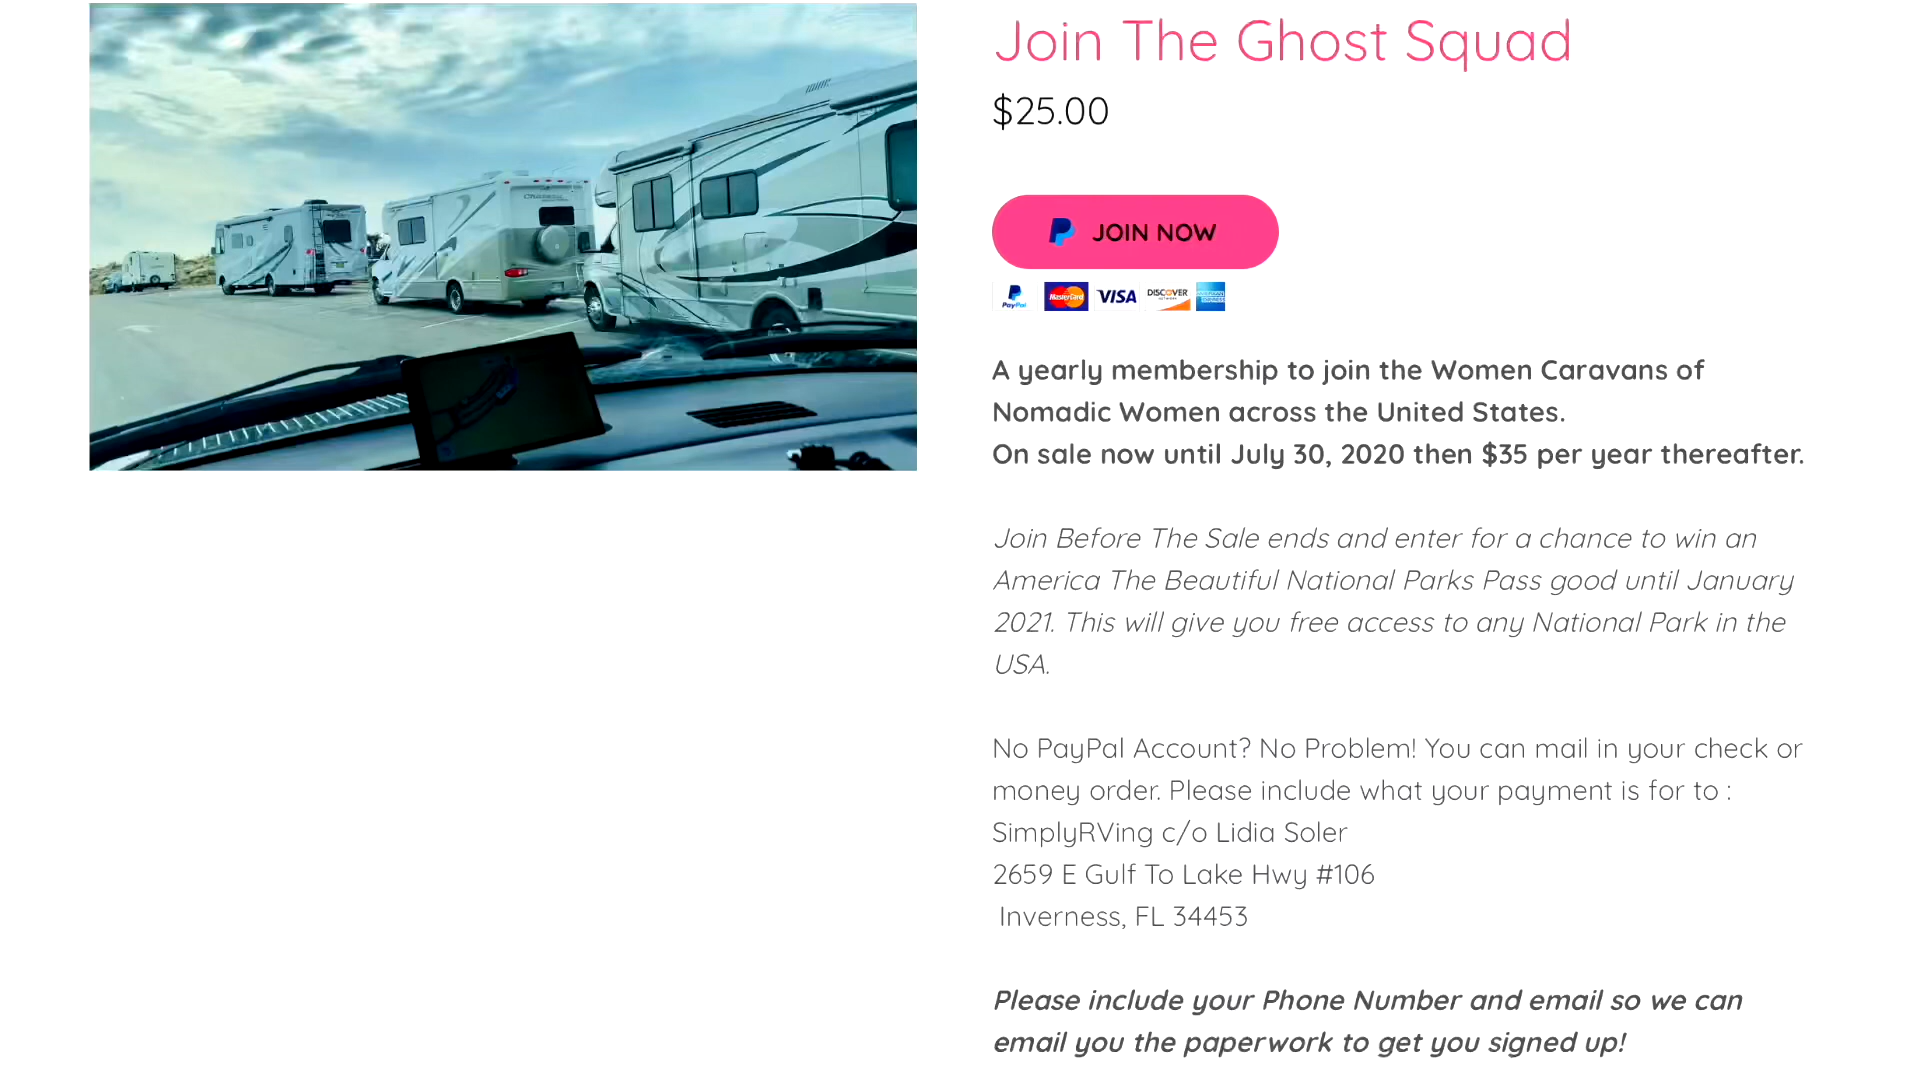 Join The Ghost Squad
$25.00
JOIN NOW
PayPal MasterCard VISA DISCOVER
A yearly membership to join the Women Caravans of
Nomadic Women across the United States.
On sale now until July 30, 2020 then $35 per year thereafter.
Join Before The Sale ends and enter for a chance to win an
America The Beautiful National Parks Pass good until January
2021. This will give you free access to any National Park in the
USA.
No PayPal Account? No Problem! You can mail in your check or
money order. Please include what your payment is for to :
SimplyRVing c/o Lidia Soler
2659 E Gulf To Lake Hwy #106
Inverness, FL 34453
Please include your Phone Number and email so we can
email you the paperwork to get you signed up!